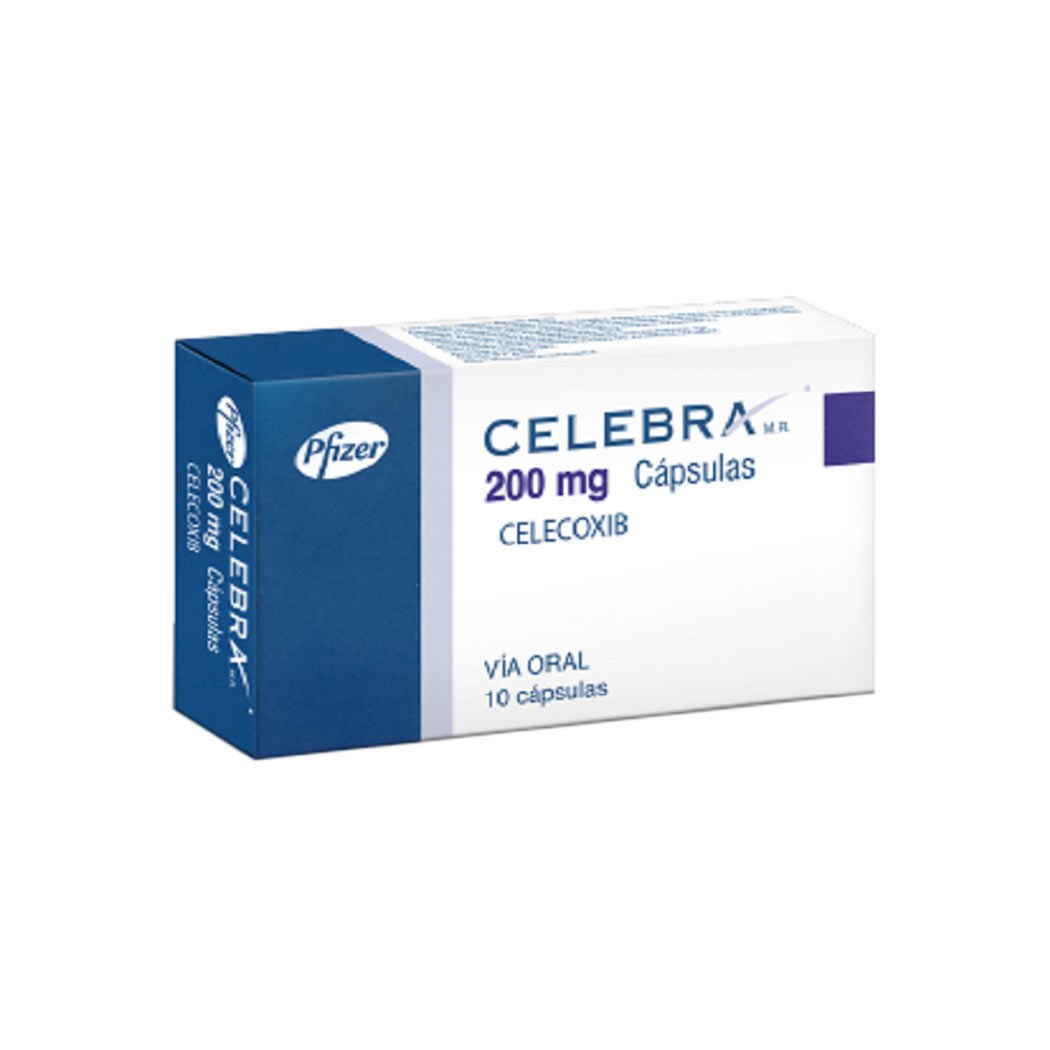 Pfizer
CELEBRA M.R.
200 mg Cápsulas
CELECOXIB
VÍA ORAL
10 cápsulas
Pfizer
CELEBRA M.R.
200 mg Cápsulas
CELECOXIB